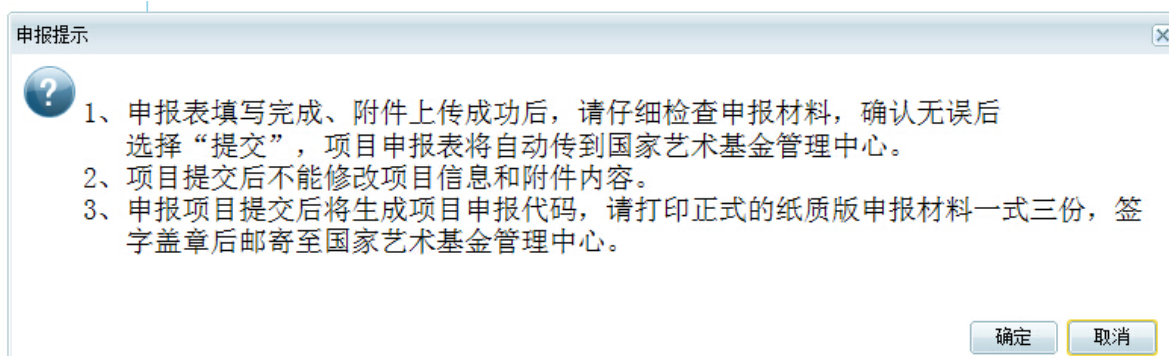 申报提示
1、申报表填写完成、附件上传成功后，请仔细检查申报材料，确认无误后
选择“提交”，项目申报表将自动传到国家艺术基金管理中心。
2、项目提交后不能修改项目信息和附件内容。
3、申报项目提交后将生成项目申报代码，请打印正式的纸质版申报材料一式三份，签
字盖章后邮寄至国家艺术基金管理中心。
确定 取消